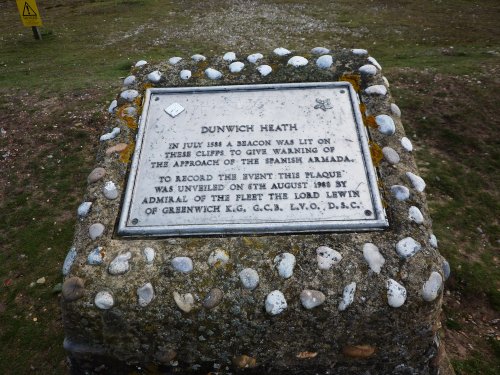 DUNWICH HEATH
IN JULY 1588 A BEACON WAS LIT ON
THESE CLIFFS TO GIVE WARNING OF
THE APPROACH OF THE SPANISH ARMADA.
TO RECORD THE EVENT THIS PLAQUE
WAS UNVEILED ON 6TH AUGUST 1988 BY
ADMIRAL OF THE FLEET THE LORD LEWIN
OF GREENWICH K.G, G.C.B, L.V.O, D.S.C.